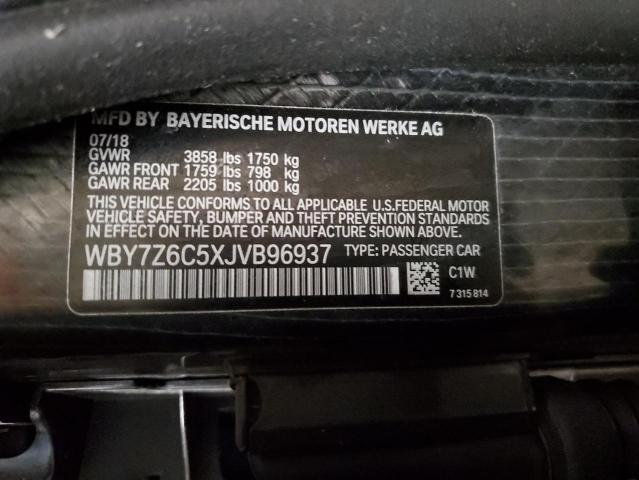 MFD BY BAYERISCHE MOTOREN WERKE AG
07/18
GVWR 3858 lbs 1750 kg
GAWR FRONT 1759 lbs 798 kg
GAWR REAR 2205 lbs 1000 kg
THIS VEHICLE CONFORMS TO ALL APPLICABLE U.S.FEDERAL MOTOR
VEHICLE SAFETY, BUMPER AND THEFT PREVENTION STANDARDS
IN EFFECT ON THE DATE OF MANUFACTURE SHOWN ABOVE.
WBY7Z6C5XJVB96937 TYPE: PASSENGER CAR
C1W
7 315 814